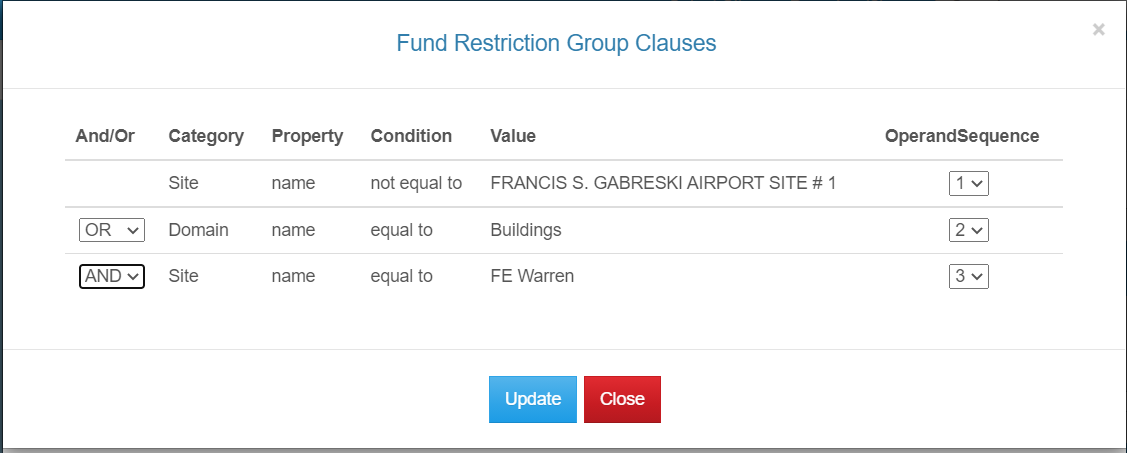 Fund Restriction Group Clauses
×
And/Or Category Property Condition Value OperandSequence
Site name not equal to FRANCIS S. GABRESKI AIRPORT SITE # 1 1
OR Domain name equal to Buildings 2
AND Site name equal to FE Warren 3
Update Close